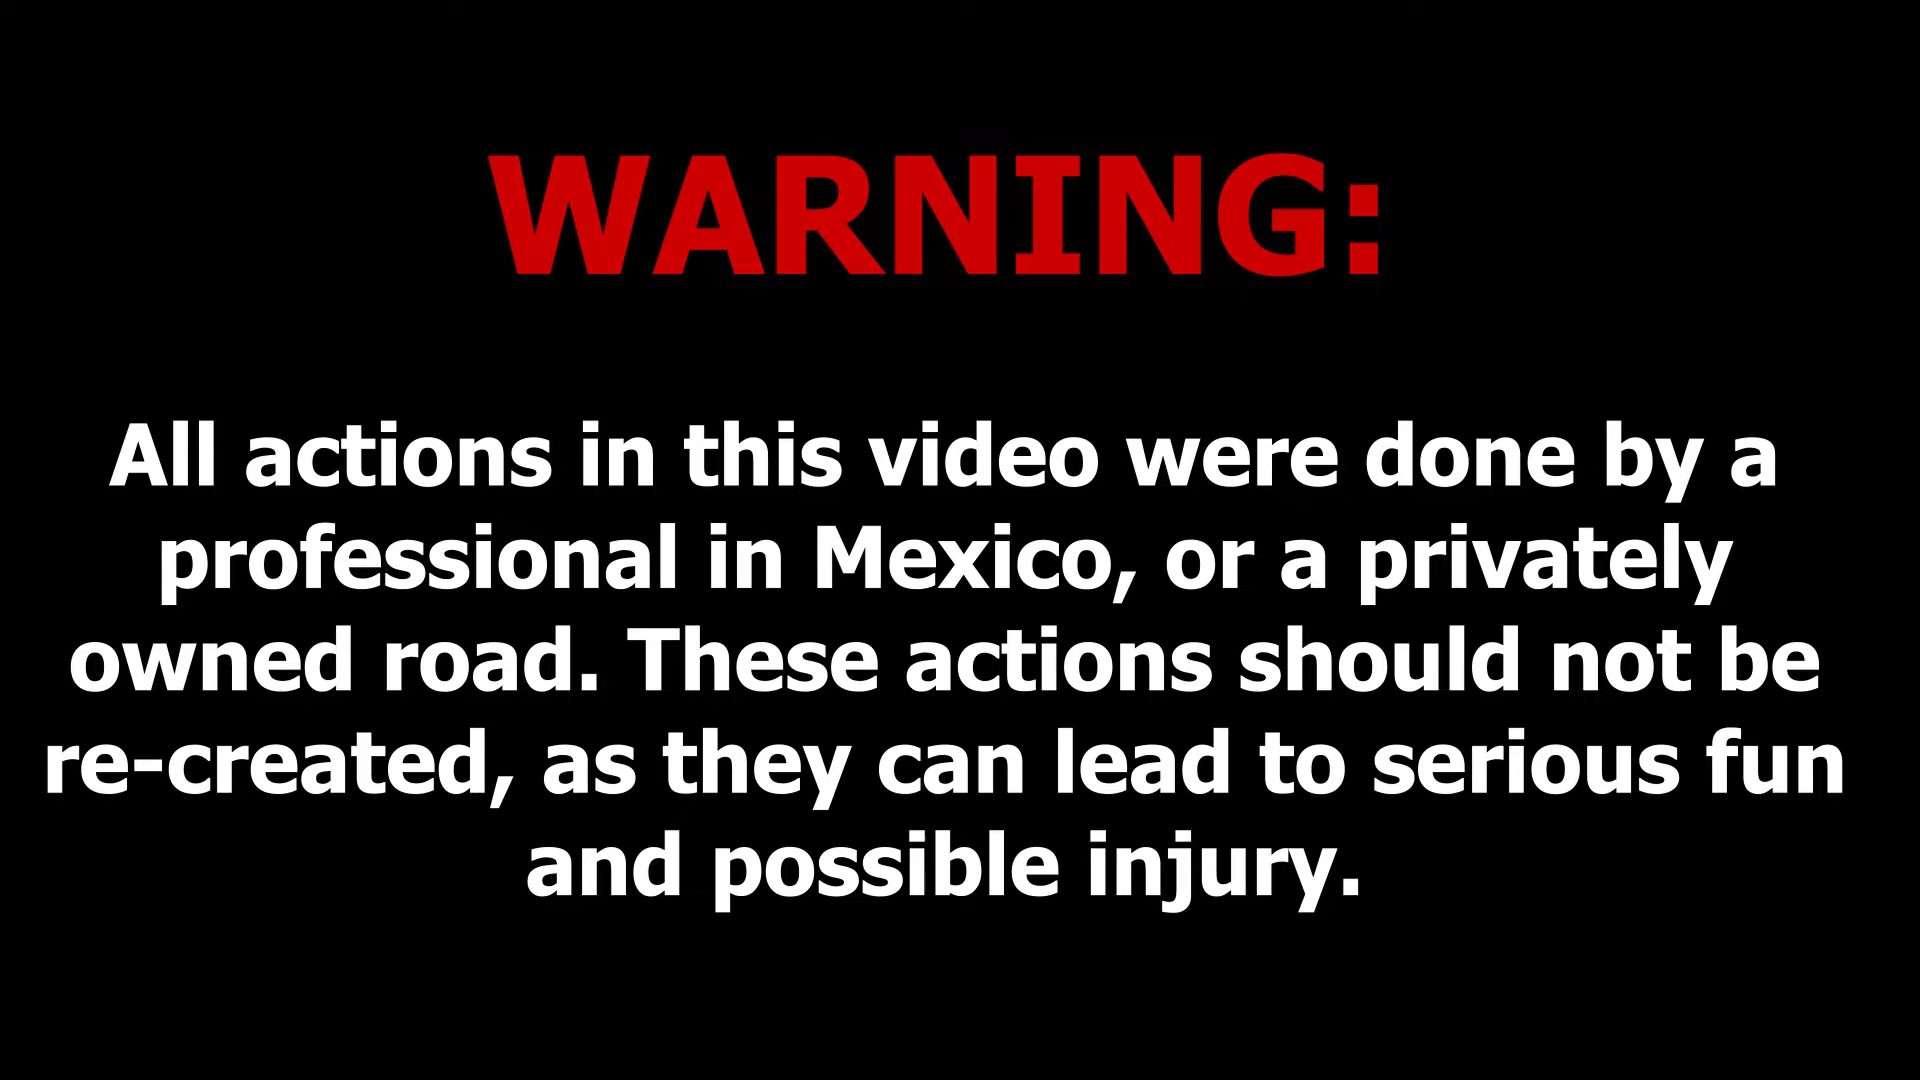 WARNING:
All actions in this video were done by a
professional in Mexico, or a privately
owned road. These actions should not be
re-created, as they can lead to serious fun
and possible injury.